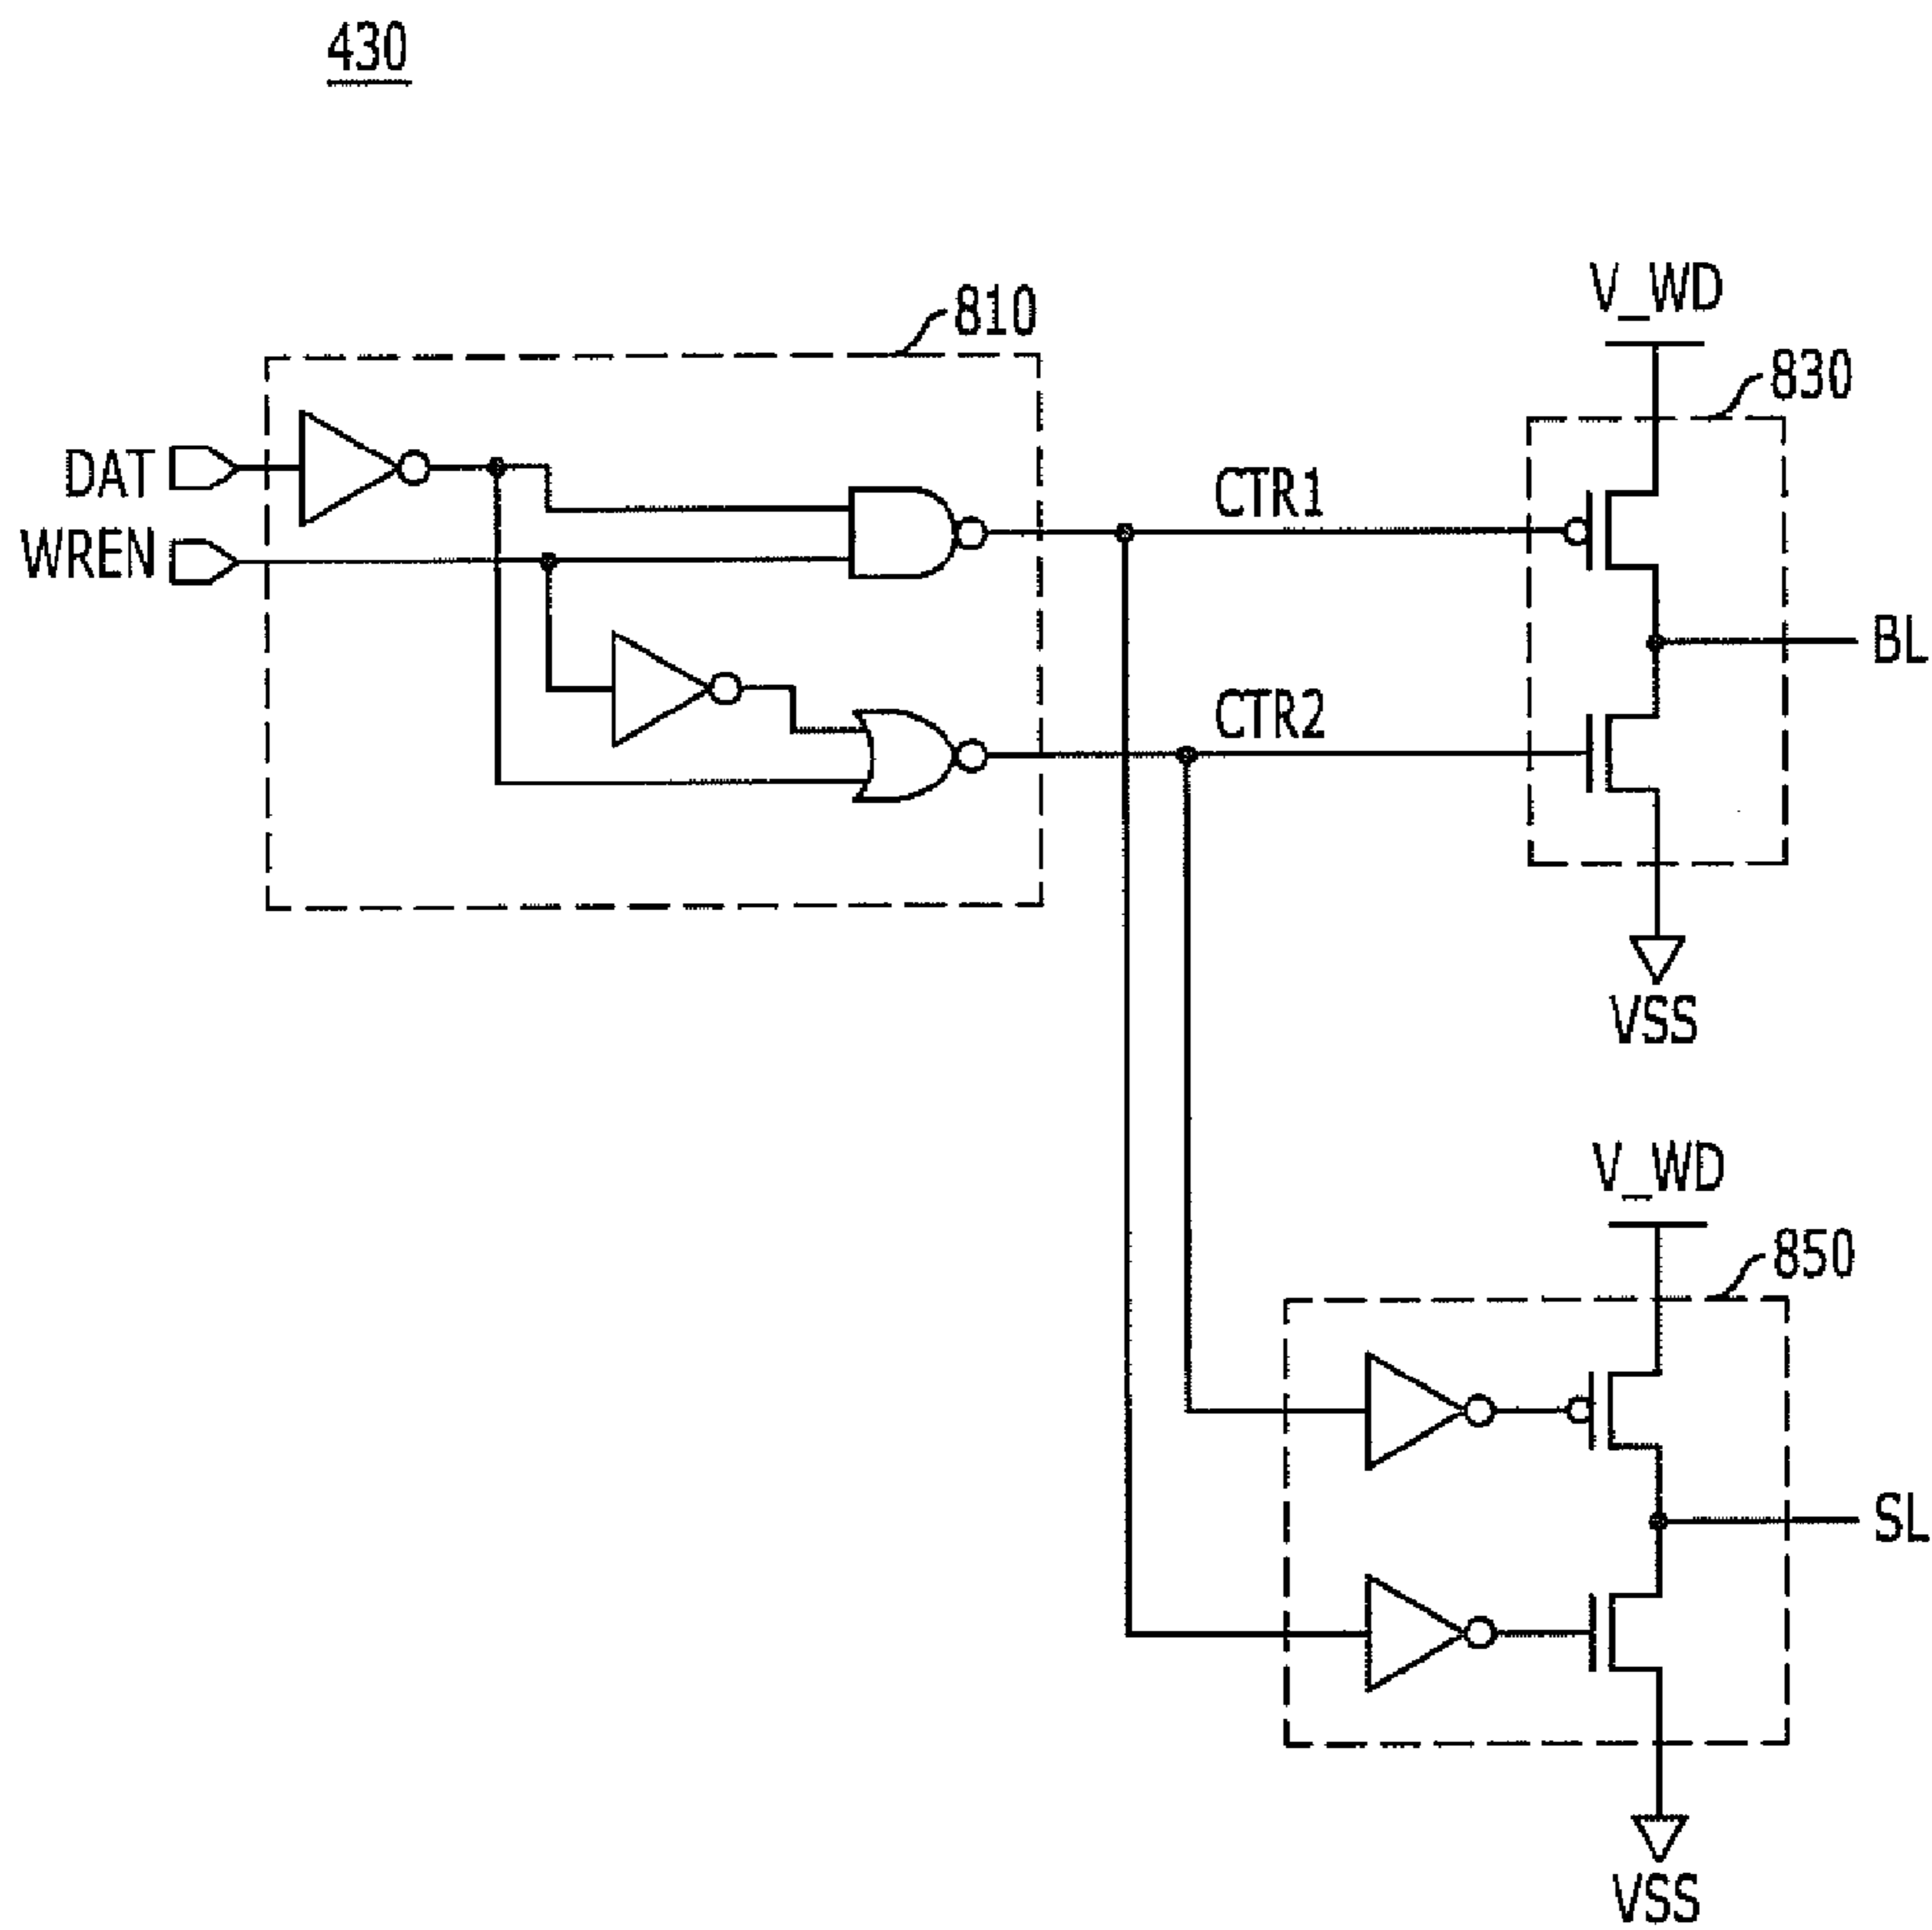 430
810
DAT
WREN
CTR1
CTR2
V_WD
830
BL
VSS
V_WD
850
SL
VSS